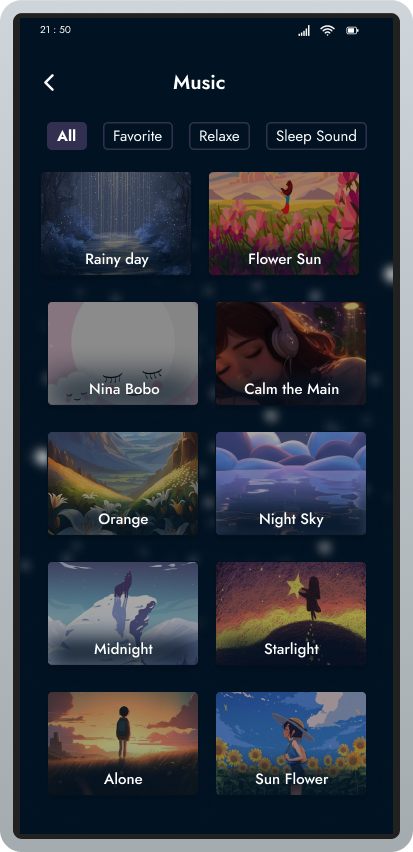 21 : 50
Music
All Favorite Relaxe Sleep Sound
Rainy day Flower Sun
Nina Bobo Calm the Main
Orange Night Sky
Midnight Starlight
Alone Sun Flower